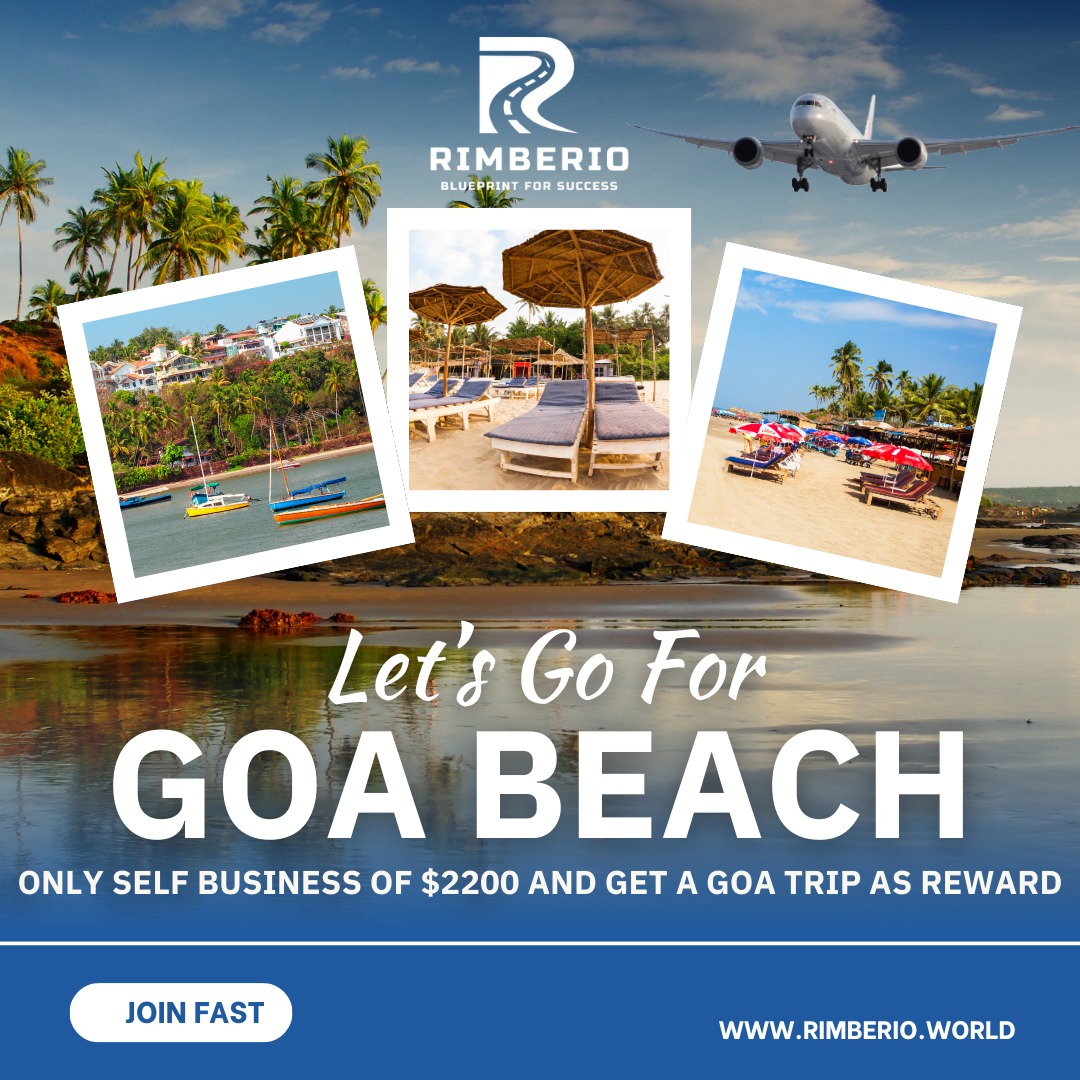 RIMBERIO
BLUEPRINT FOR SUCCESS
Let's Go For
GOA BEACH
ONLY SELF BUSINESS OF $2200 AND GET A GOA TRIP AS REWARD
JOIN FAST
WWW.RIMBERIO.WORLD